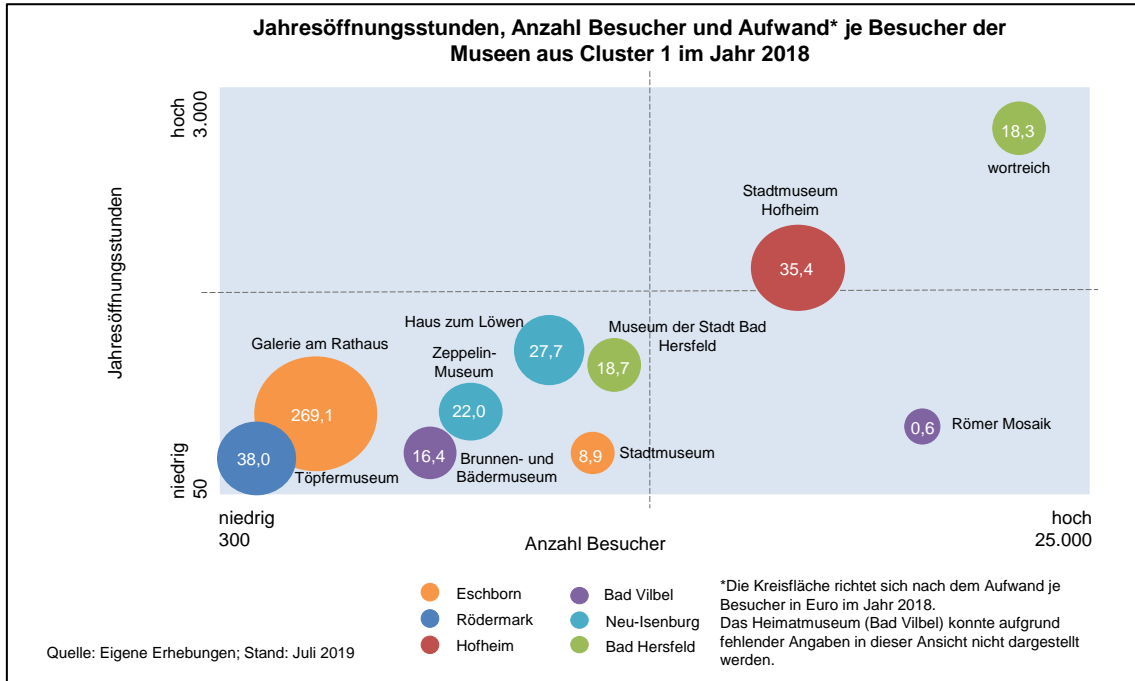 Jahresöffnungsstunden, Anzahl Besucher und Aufwand* je Besucher der
Museen aus Cluster 1 im Jahr 2018
hoch
3.000
Jahresöffnungsstunden
niedrig
50
18,3
wortreich
Stadtmuseum
Hofheim
35,4
Haus zum Löwen
27,7
Museum der Stadt Bad
Hersfeld
18,7
Galerie am Rathaus
269,1
Zeppelin-
Museum
22,0
Römer Mosaik
0,6
38,0
Töpfermuseum
16,4
Brunnen- und
Bädermuseum
8,9
Stadtmuseum
niedrig
300
Anzahl Besucher
hoch
25.000
Eschborn
Rödermark
Hofheim
Bad Vilbel
Neu-Isenburg
Bad Hersfeld
*Die Kreisfläche richtet sich nach dem Aufwand je
Besucher in Euro im Jahr 2018.
Das Heimatmuseum (Bad Vilbel) konnte aufgrund
fehlender Angaben in dieser Ansicht nicht dargestellt
werden.
Quelle: Eigene Erhebungen; Stand: Juli 2019